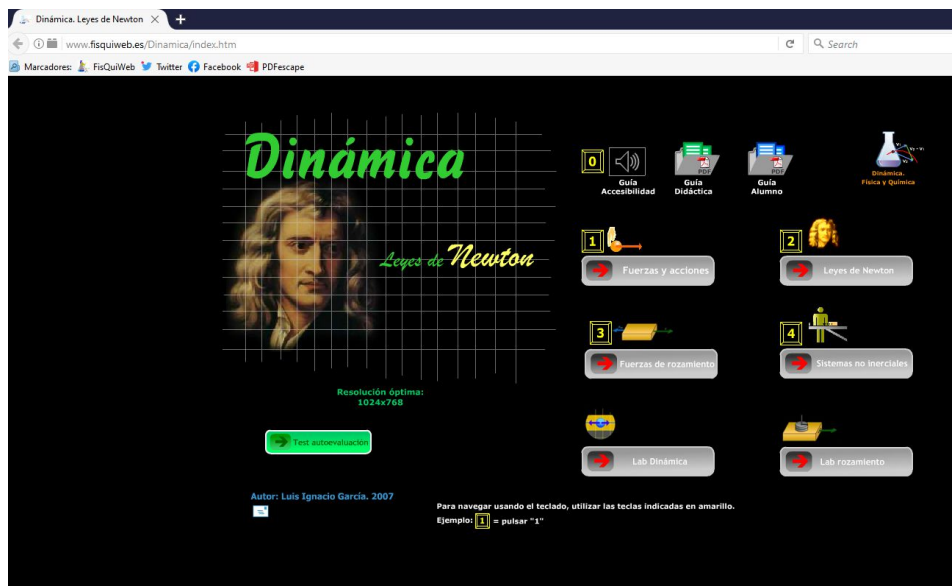 Dinámica. Leyes de Newton
www.fisquiweb.es/Dinamica/index.htm
Search
Marcadores: FisQuiWeb Twitter Facebook PDFescape
Dinámica
Leyes de Newton
Resolución óptima:
1024x768
Test autoevaluación
Autor: Luis Ignacio García. 2007
0
Guía
Accesibilidad
PDF
Guía
Didáctica
PDF
Guía
Alumno
Dinámica.
Física y Química
1
Fuerzas y acciones
2
Leyes de Newton
3
Fuerzas de rozamiento
4
Sistemas no Inerciales
Lab Dinámica
Lab rozamiento
Para navegar usando el teclado, utilizar las teclas indicadas en amarillo.
Ejemplo: 1 = pulsar "1"